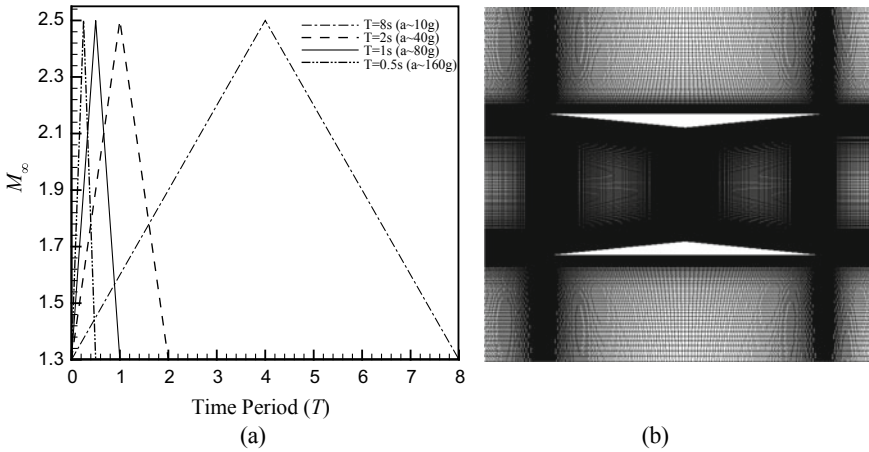 2.5
2.3
2.1
1.9
1.7
1.5
1.3
M∞
T=8s (a~10g)
T=2s (a~40g)
T=1s (a~80g)
T=0.5s (a~160g)
0 1 2 3 4 5 6 7 8
Time Period (T)
(a)
(b)